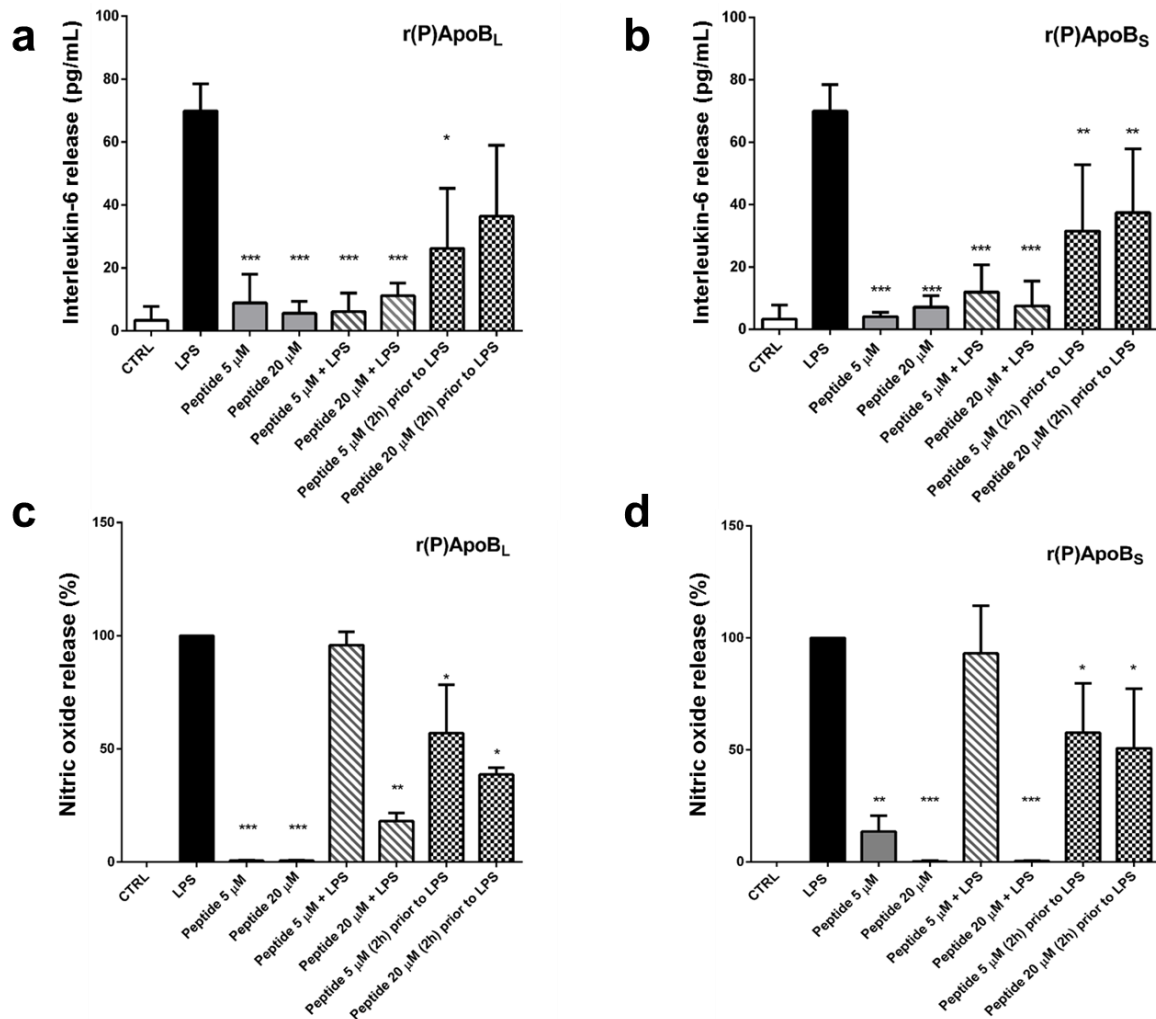 a
r(P)ApoB_L
Interleukin-6 release (pg/mL)
100
80
60
40
20
0
***
***
***
***
*
CTRL
LPS
Peptide 5 µM
Peptide 20 µM
Peptide 5 µM + LPS
Peptide 20 µM + LPS
Peptide 5 µM (2h) prior to LPS
Peptide 20 µM (2h) prior to LPS
b
r(P)ApoB_S
Interleukin-6 release (pg/mL)
100
80
60
40
20
0
***
***
***
***
**
**
CTRL
LPS
Peptide 5 µM
Peptide 20 µM
Peptide 5 µM + LPS
Peptide 20 µM + LPS
Peptide 5 µM (2h) prior to LPS
Peptide 20 µM (2h) prior to LPS
c
r(P)ApoB_L
Nitric oxide release (%)
150
100
50
0
***
***
**
*
*
CTRL
LPS
Peptide 5 µM
Peptide 20 µM
Peptide 5 µM + LPS
Peptide 20 µM + LPS
Peptide 5 µM (2h) prior to LPS
Peptide 20 µM (2h) prior to LPS
d
r(P)ApoB_S
Nitric oxide release (%)
150
100
50
0
**
***
***
*
*
CTRL
LPS
Peptide 5 µM
Peptide 20 µM
Peptide 5 µM + LPS
Peptide 20 µM + LPS
Peptide 5 µM (2h) prior to LPS
Peptide 20 µM (2h) prior to LPS